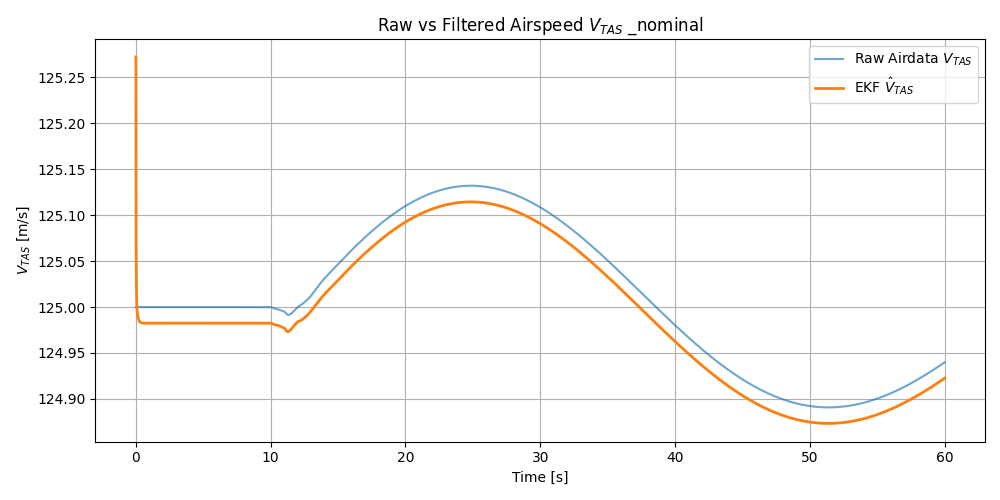 Raw vs Filtered Airspeed V_TAS _nominal
Raw Airdata V_TAS
EKF V̂_TAS
V_TAS [m/s]
125.25
125.20
125.15
125.10
125.05
125.00
124.95
124.90
0 10 20 30 40 50 60
Time [s]